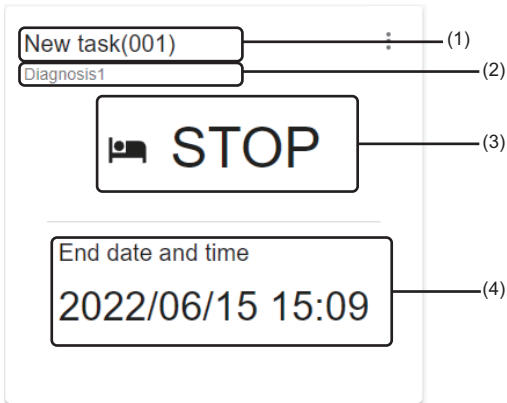 New task(001)
(1)
Diagnosis1
(2)
STOP
(3)
End date and time
2022/06/15 15:09
(4)